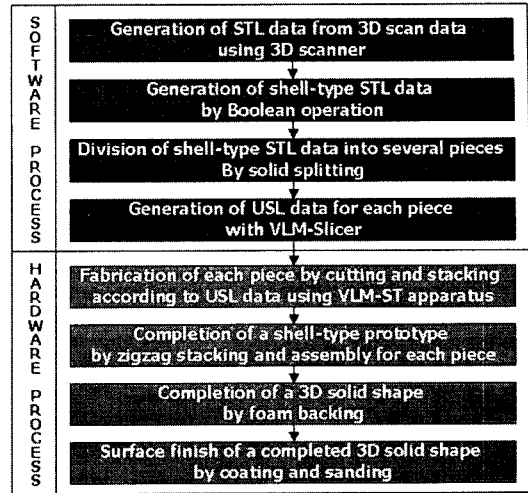 SOFTWARE PROCESS
Generation of STL data from 3D scan data
using 3D scanner
Generation of shell-type STL data
by Boolean operation
Division of shell-type STL data into several pieces
By solid splitting
Generation of USL data for each piece
with VLM-Slicer
HARDWARE PROCESS
Fabrication of each piece by cutting and stacking
according to USL data using VLM-ST apparatus
Completion of a shell-type prototype
by zigzag stacking and assembly for each piece
Completion of a 3D solid shape
by foam backing
Surface finish of a completed 3D solid shape
by coating and sanding